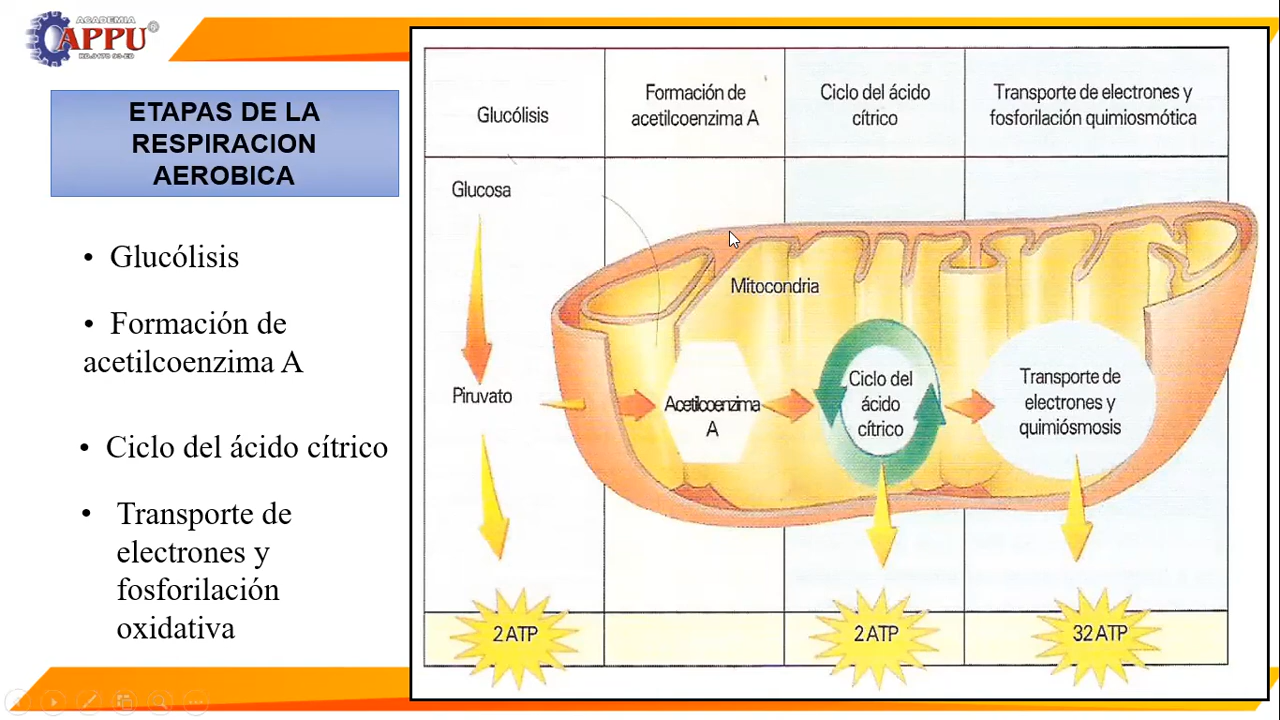 ACADEMIA
APPU
ETAPAS DE LA
RESPIRACION
AEROBICA
• Glucólisis
• Formación de
acetilcoenzima A
• Ciclo del ácido cítrico
• Transporte de
electrones y
fosforilación
oxidativa
Glucólisis
Formación de
acetilcoenzima A
Ciclo del ácido
cítrico
Transporte de electrones y
fosforilación quimiosmótica
Glucosa
Mitocondria
Piruvato
Acetilcoenzima
A
Ciclo del
ácido
cítrico
Transporte de
electrones y
quimiósmosis
2 ATP
2 ATP
32 ATP